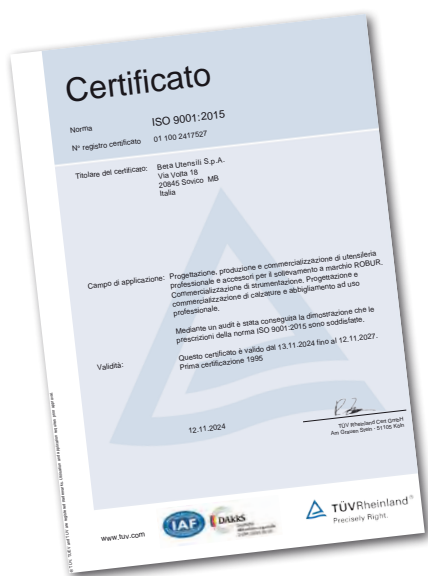 Certificato
Norma ISO 9001:2015
N° registro certificato 01 100 2417527
Titolare del certificato: Beta Utensili S.p.A.
Via Volta 18
20845 Sovico MB
Italia
Campo di applicazione: Progettazione, produzione e commercializzazione di utensileria
professionale e accessori per il sollevamento a marchio ROBUR.
Commercializzazione di strumentazione. Progettazione e
commercializzazione di calzature e abbigliamento ad uso
professionale.
Mediante un audit è stata conseguita la dimostrazione che le
prescrizioni della norma ISO 9001:2015 sono soddisfatte.
Validità: Questo certificato è valido dal 13.11.2024 fino al 12.11.2027.
Prima certificazione 1995
12.11.2024
TÜV Rheinland Cert GmbH
Am Grauen Stein · 51105 Köln
www.tuv.com
IAF
DAkkS
TÜVRheinland®
Precisely Right.